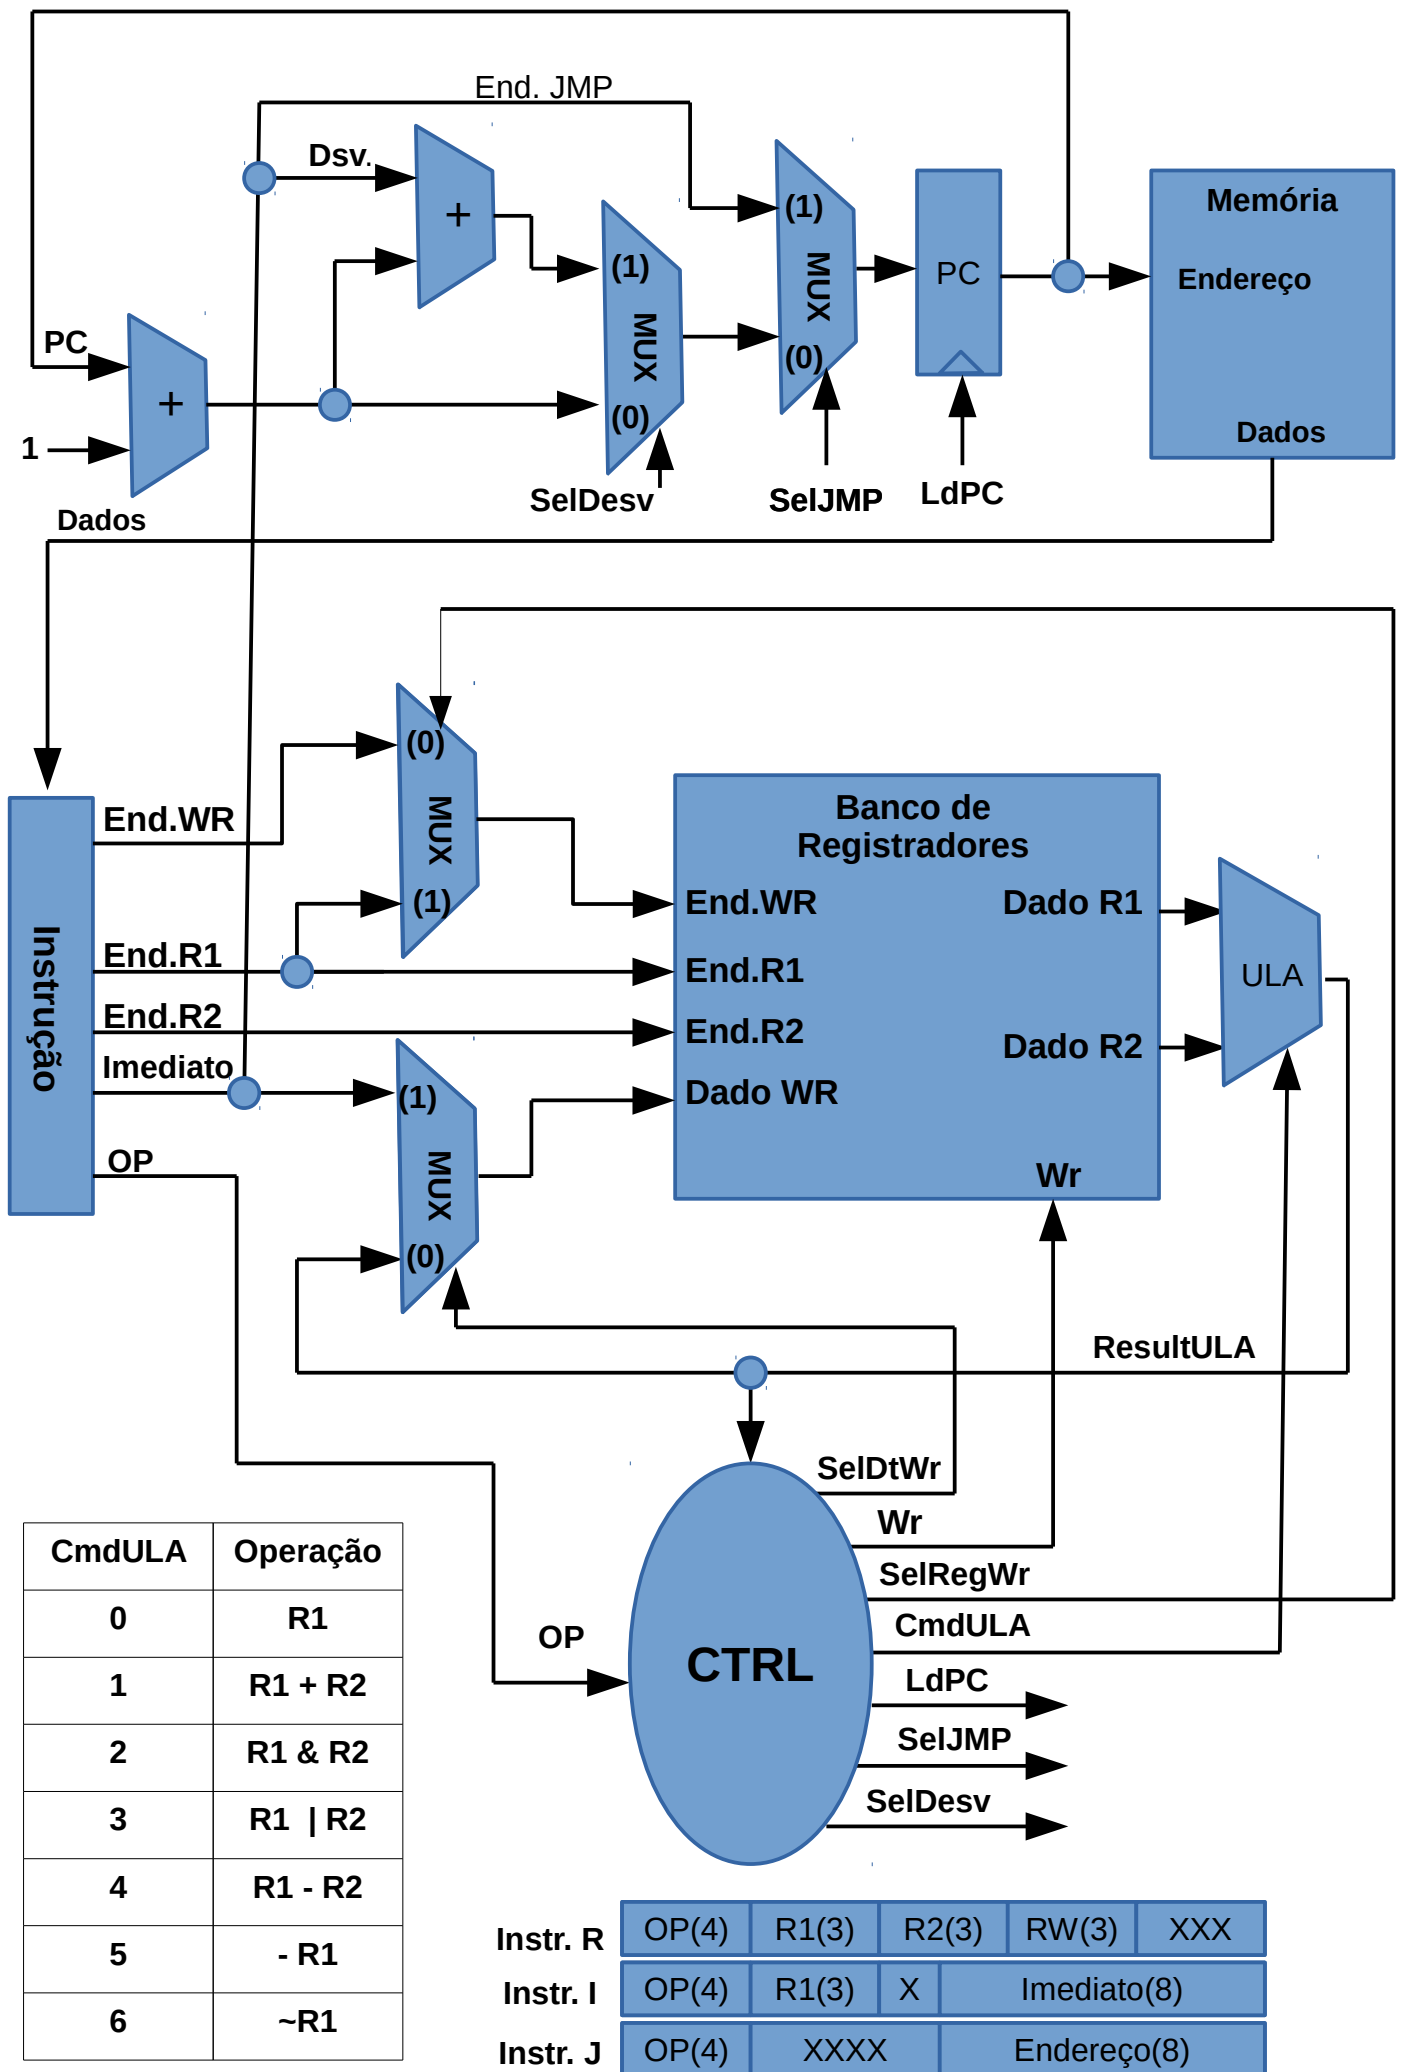 End. JMP
Dsv.
+
(1)
MUX
(0)
(1)
MUX
(0)
PC
Memória
Endereço
Dados
PC
+
1
SelDesv
SelJMP
LdPC
Dados
(0)
MUX
(1)
Instrução
End.WR
End.R1
End.R2
Imediato
OP
Banco de
Registradores
End.WR
Dado R1
End.R1
End.R2
Dado R2
Dado WR
Wr
ULA
(1)
MUX
(0)
ResultULA
SelDtWr
Wr
SelRegWr
CmdULA
LdPC
SelJMP
SelDesv
OP
CTRL
CmdULA Operação
0 R1
1 R1 + R2
2 R1 & R2
3 R1 | R2
4 R1 - R2
5 - R1
6 ~R1
Instr. R OP(4) R1(3) R2(3) RW(3) XXX
Instr. I OP(4) R1(3) X Imediato(8)
Instr. J OP(4) XXXX Endereço(8)